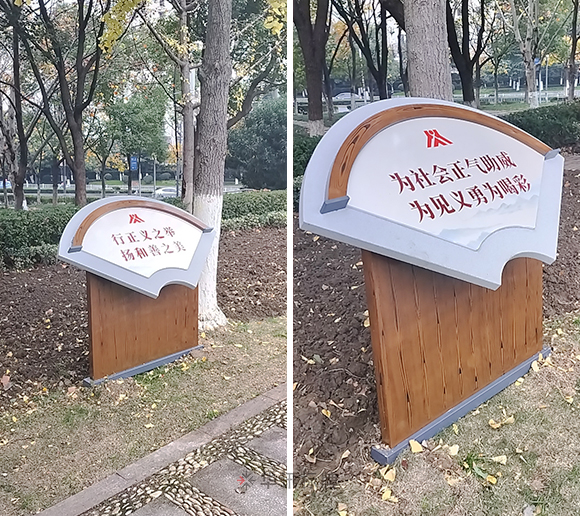 行正义之举
扬和善之美
为社会正气助威
为见义勇为喝彩